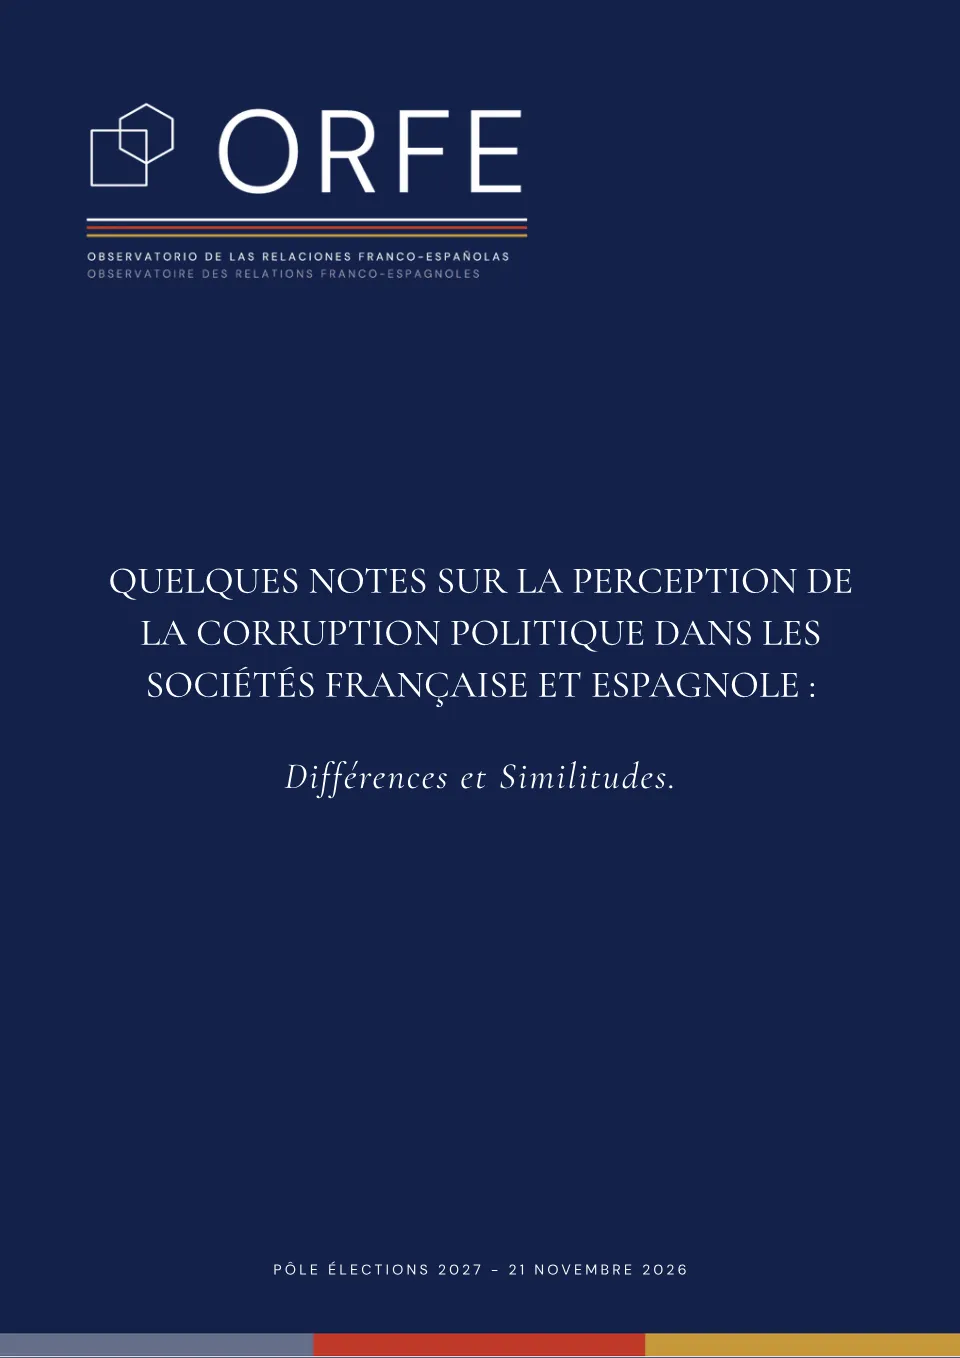 ORFE
OBSERVATORIO DE LAS RELACIONES FRANCO-ESPAÑOLAS
OBSERVATOIRE DES RELATIONS FRANCO-ESPAGNOLES
QUELQUES NOTES SUR LA PERCEPTION DE
LA CORRUPTION POLITIQUE DANS LES
SOCIÉTÉS FRANÇAISE ET ESPAGNOLE :
Différences et Similitudes.
PÔLE ÉLECTIONS 2027 - 21 NOVEMBRE 2026